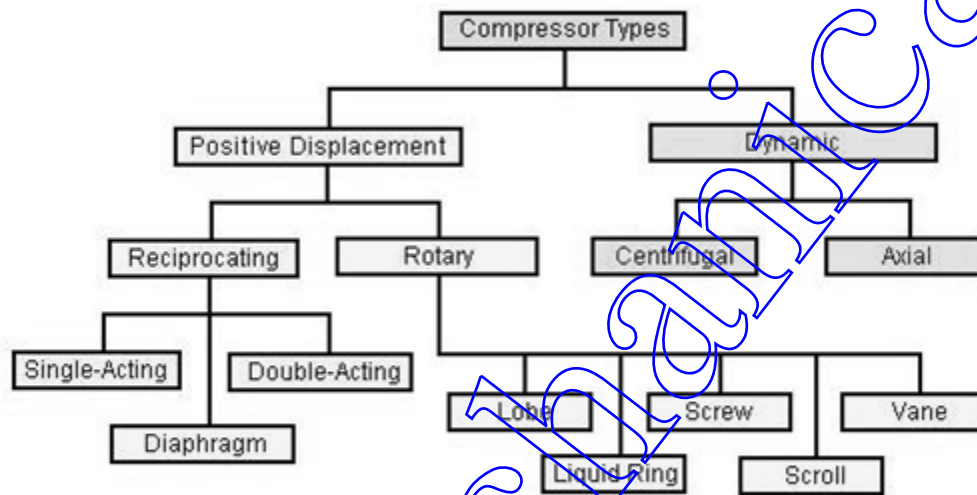 Compressor Types
Positive Displacement
Dynamic
Reciprocating
Rotary
Centrifugal
Axial
Single-Acting
Double-Acting
Diaphragm
Lobe
Screw
Vane
Liquid Ring
Scroll